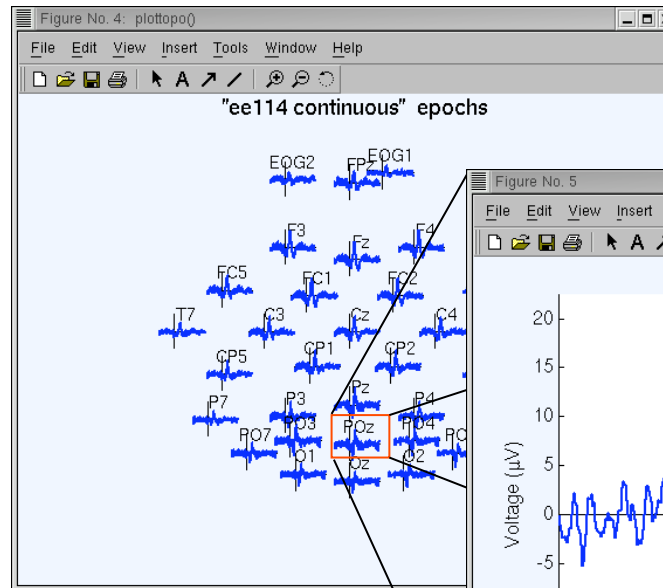 Figure No. 4: plottopo()
File Edit View Insert Tools Window Help
"ee114 continuous" epochs
EOG2 FPz EOG1
F3 Fz F4
FC5 FC1 FC2
T7 C3 Cz C4
CP5 CP1 CP2
P7 P3 Pz P4
PO7 PO3 POz PO4
O1 Oz O2
Figure No. 5
File Edit View Insert
20
15
10
5
0
-5
Voltage (µV)